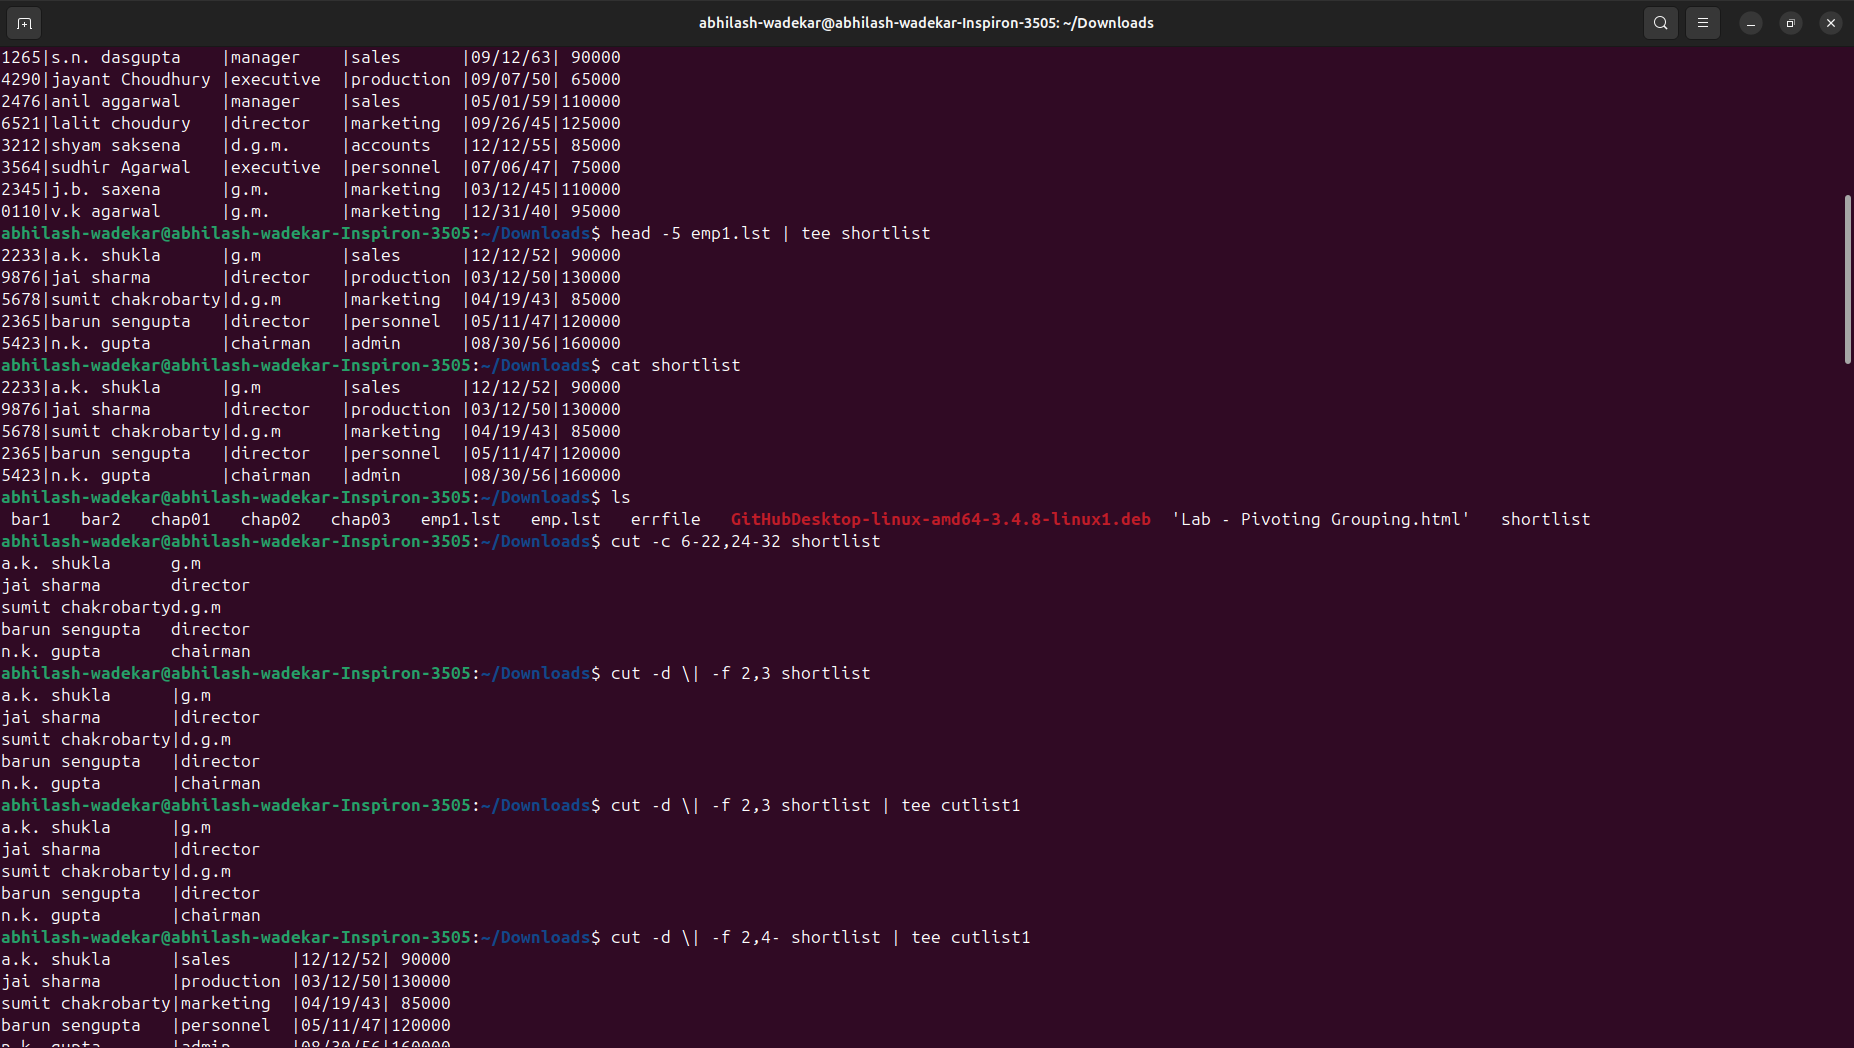 abhilash-wadekar@abhilash-wadekar-Inspiron-3505: ~/Downloads
1265|s.n. dasgupta    |manager    |sales      |09/12/63| 90000
4290|jayant Choudhury |executive  |production |09/07/50| 65000
2476|anil aggarwal    |manager    |sales      |05/01/59|110000
6521|lalit choudury   |director   |marketing  |09/26/45|125000
3212|shyam saksena    |d.g.m.     |accounts   |12/12/55| 85000
3564|sudhir Agarwal   |executive  |personnel  |07/06/47| 75000
2345|j.b. saxena      |g.m.       |marketing  |03/12/45|110000
0110|v.k agarwal      |g.m.       |marketing  |12/31/40| 95000
abhilash-wadekar@abhilash-wadekar-Inspiron-3505:~/Downloads$ head -5 emp1.lst | tee shortlist
2233|a.k. shukla      |g.m        |sales      |12/12/52| 90000
9876|jai sharma       |director   |production |03/12/50|130000
5678|sumit chakrobarty|d.g.m      |marketing  |04/19/43| 85000
2365|barun sengupta   |director   |personnel  |05/11/47|120000
5423|n.k. gupta       |chairman   |admin      |08/30/56|160000
abhilash-wadekar@abhilash-wadekar-Inspiron-3505:~/Downloads$ cat shortlist
2233|a.k. shukla      |g.m        |sales      |12/12/52| 90000
9876|jai sharma       |director   |production |03/12/50|130000
5678|sumit chakrobarty|d.g.m      |marketing  |04/19/43| 85000
2365|barun sengupta   |director   |personnel  |05/11/47|120000
5423|n.k. gupta       |chairman   |admin      |08/30/56|160000
abhilash-wadekar@abhilash-wadekar-Inspiron-3505:~/Downloads$ ls
 bar1   bar2   chap01   chap02   chap03   emp1.lst   emp.lst   errfile   GitHubDesktop-linux-amd64-3.4.8-linux1.deb  'Lab - Pivoting Grouping.html'   shortlist
abhilash-wadekar@abhilash-wadekar-Inspiron-3505:~/Downloads$ cut -c 6-22,24-32 shortlist
a.k. shukla      g.m
jai sharma       director
sumit chakrobartyd.g.m
barun sengupta   director
n.k. gupta       chairman
abhilash-wadekar@abhilash-wadekar-Inspiron-3505:~/Downloads$ cut -d \| -f 2,3 shortlist
a.k. shukla      |g.m
jai sharma       |director
sumit chakrobarty|d.g.m
barun sengupta   |director
n.k. gupta       |chairman
abhilash-wadekar@abhilash-wadekar-Inspiron-3505:~/Downloads$ cut -d \| -f 2,3 shortlist | tee cutlist1
a.k. shukla      |g.m
jai sharma       |director
sumit chakrobarty|d.g.m
barun sengupta   |director
n.k. gupta       |chairman
abhilash-wadekar@abhilash-wadekar-Inspiron-3505:~/Downloads$ cut -d \| -f 2,4- shortlist | tee cutlist1
a.k. shukla      |sales      |12/12/52| 90000
jai sharma       |production |03/12/50|130000
sumit chakrobarty|marketing  |04/19/43| 85000
barun sengupta   |personnel  |05/11/47|120000
n.k. gupta       |admin      |08/30/56|160000